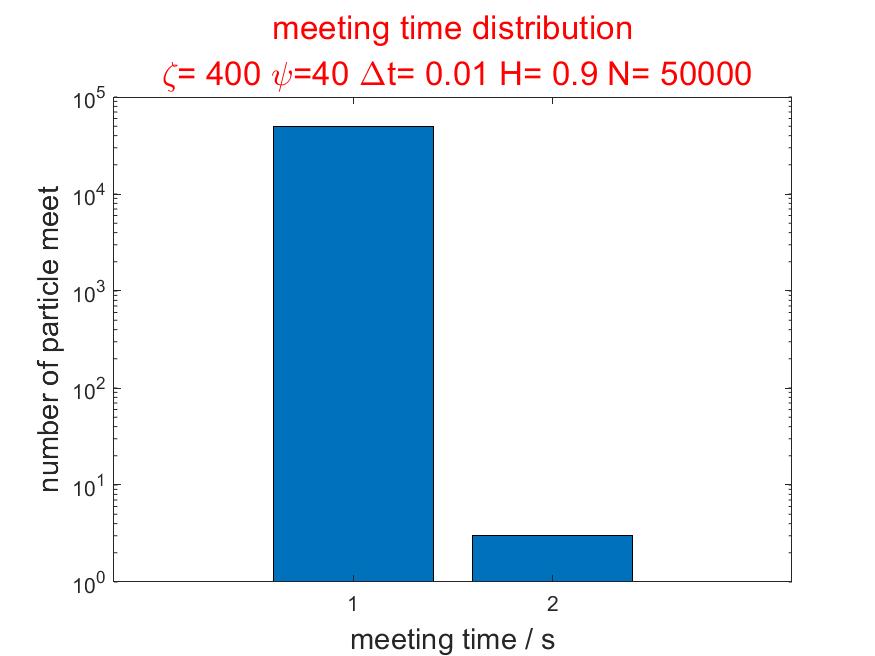 meeting time distribution
ζ= 400 ψ=40 Δt= 0.01 H= 0.9 N= 50000
number of particle meet
10^5
10^4
10^3
10^2
10^1
10^0
1 2
meeting time / s